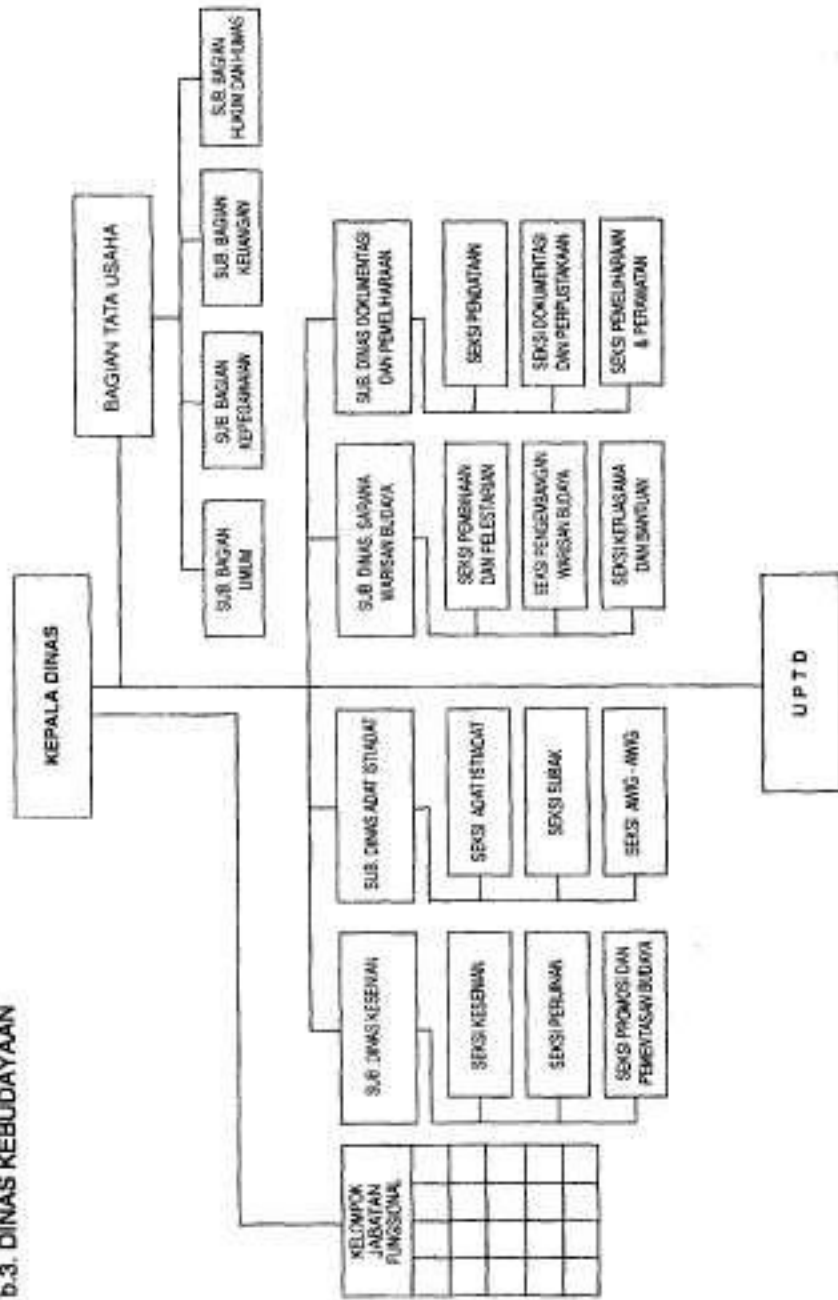 b.3. DINAS KEBUDAYAAN
KEPALA DINAS
BAGIAN TATA USAHA
SUB. BAGIAN
UMUM
SUB. BAGIAN
KEPEGAWAIAN
SUB. BAGIAN
KEUANGAN
SUB. BAGIAN
HUKUM DAN HUMAS
KELOMPOK
JABATAN
FUNGSIONAL
SUB. DINAS KESENIAN
SEKSI KESENIAN
SEKSI PERIJINAN
SEKSI PROMOSI DAN
PEMENTASAN BUDAYA
SUB. DINAS ADAT ISTIADAT
SEKSI ADAT ISTIADAT
SEKSI SUBAK
SEKSI AWIG - AWIG
SUB. DINAS. SARANA
WARISAN BUDAYA
SEKSI PEMBINAAN
DAN PELESTARIAN
SEKSI PENGEMBANGAN
WARISAN BUDAYA
SEKSI KERJASAMA
DAN BANTUAN
SUB. DINAS DOKUMENTASI
DAN PEMELIHARAAN
SEKSI PENDATAAN
SEKSI DOKUMENTASI
DAN PERPUSTAKAAN
SEKSI PEMELIHARAAN
& PERAWATAN
U P T D